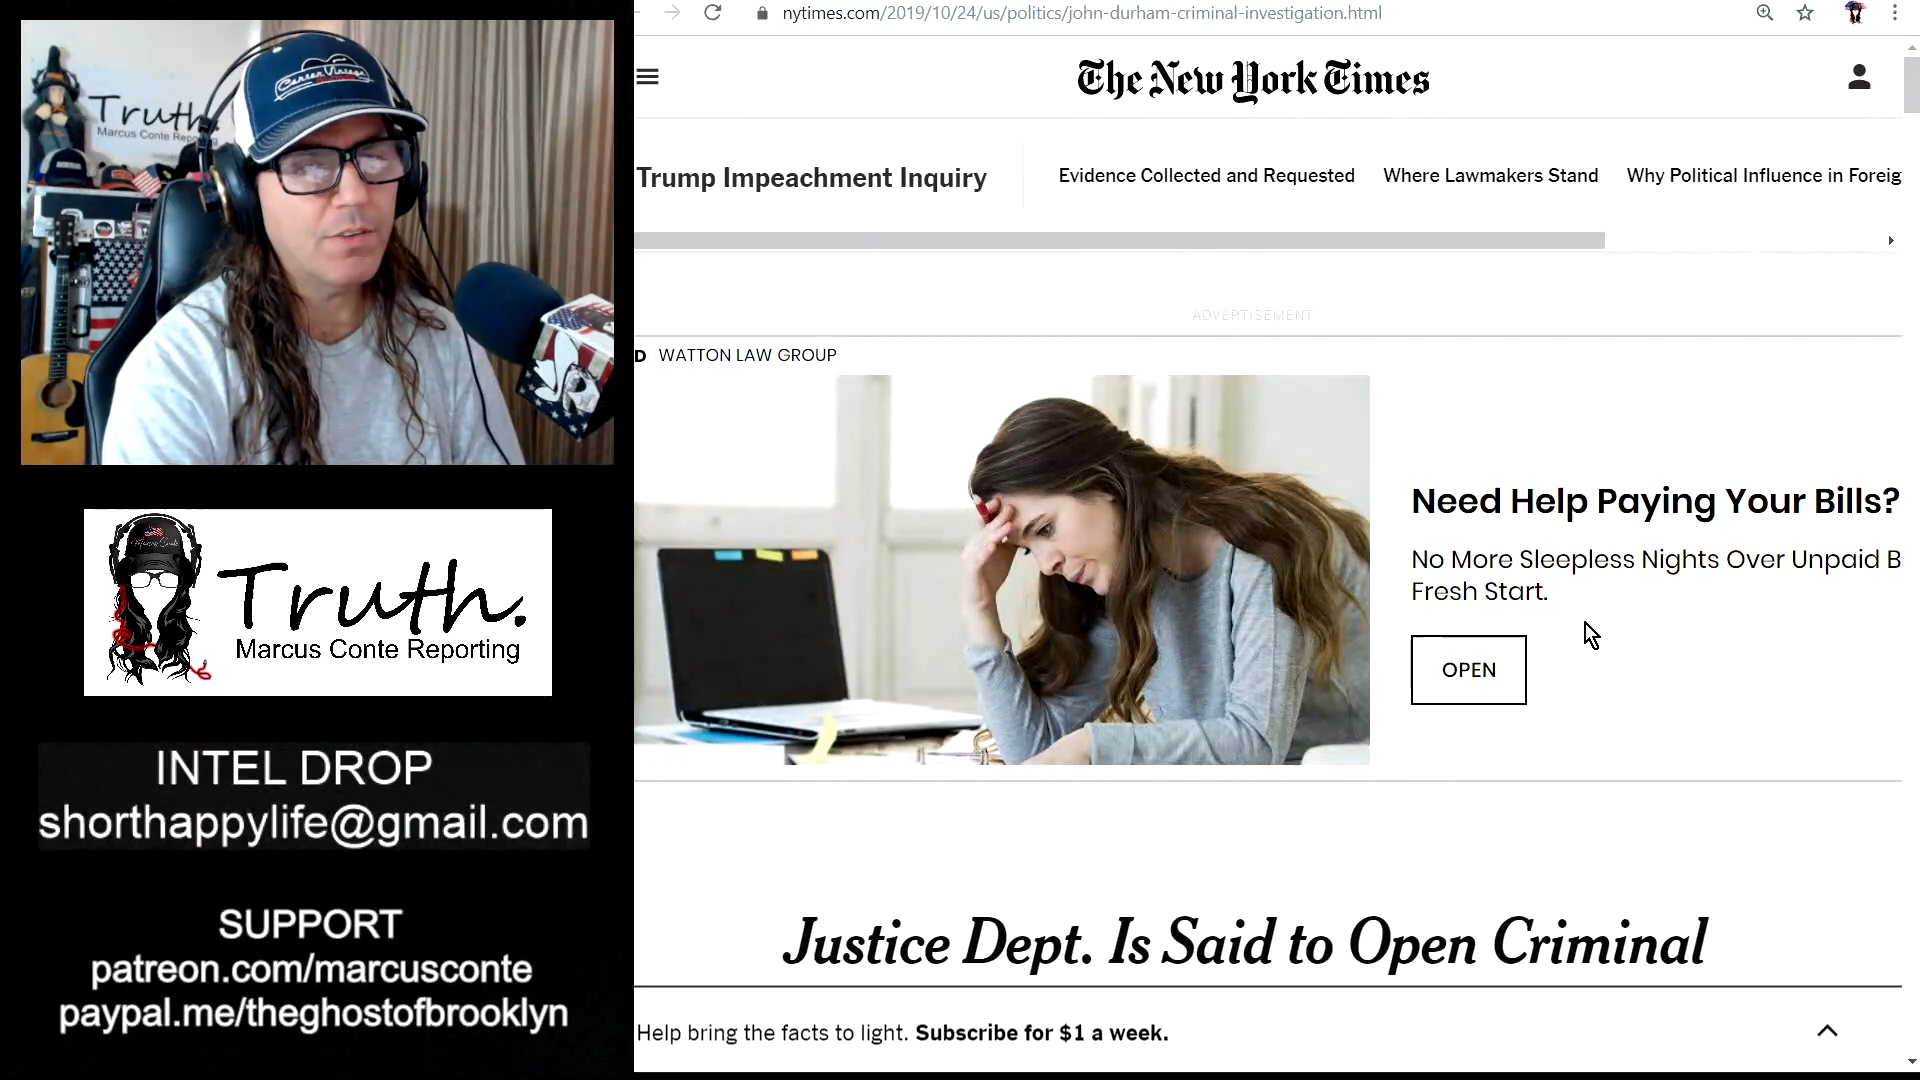 nytimes.com/2019/10/24/us/politics/john-durham-criminal-investigation.html
The New York Times
Trump Impeachment Inquiry
Evidence Collected and Requested
Where Lawmakers Stand
Why Political Influence in Foreig
ADVERTISEMENT
D WATTON LAW GROUP
Need Help Paying Your Bills?
No More Sleepless Nights Over Unpaid B
Fresh Start.
OPEN
Justice Dept. Is Said to Open Criminal
Help bring the facts to light. Subscribe for $1 a week.
Truth.
Marcus Conte Repo
Truth.
Marcus Conte Reporting
INTEL DROP
shorthappylife@gmail.com
SUPPORT
patreon.com/marcusconte
paypal.me/theghostofbrooklyn